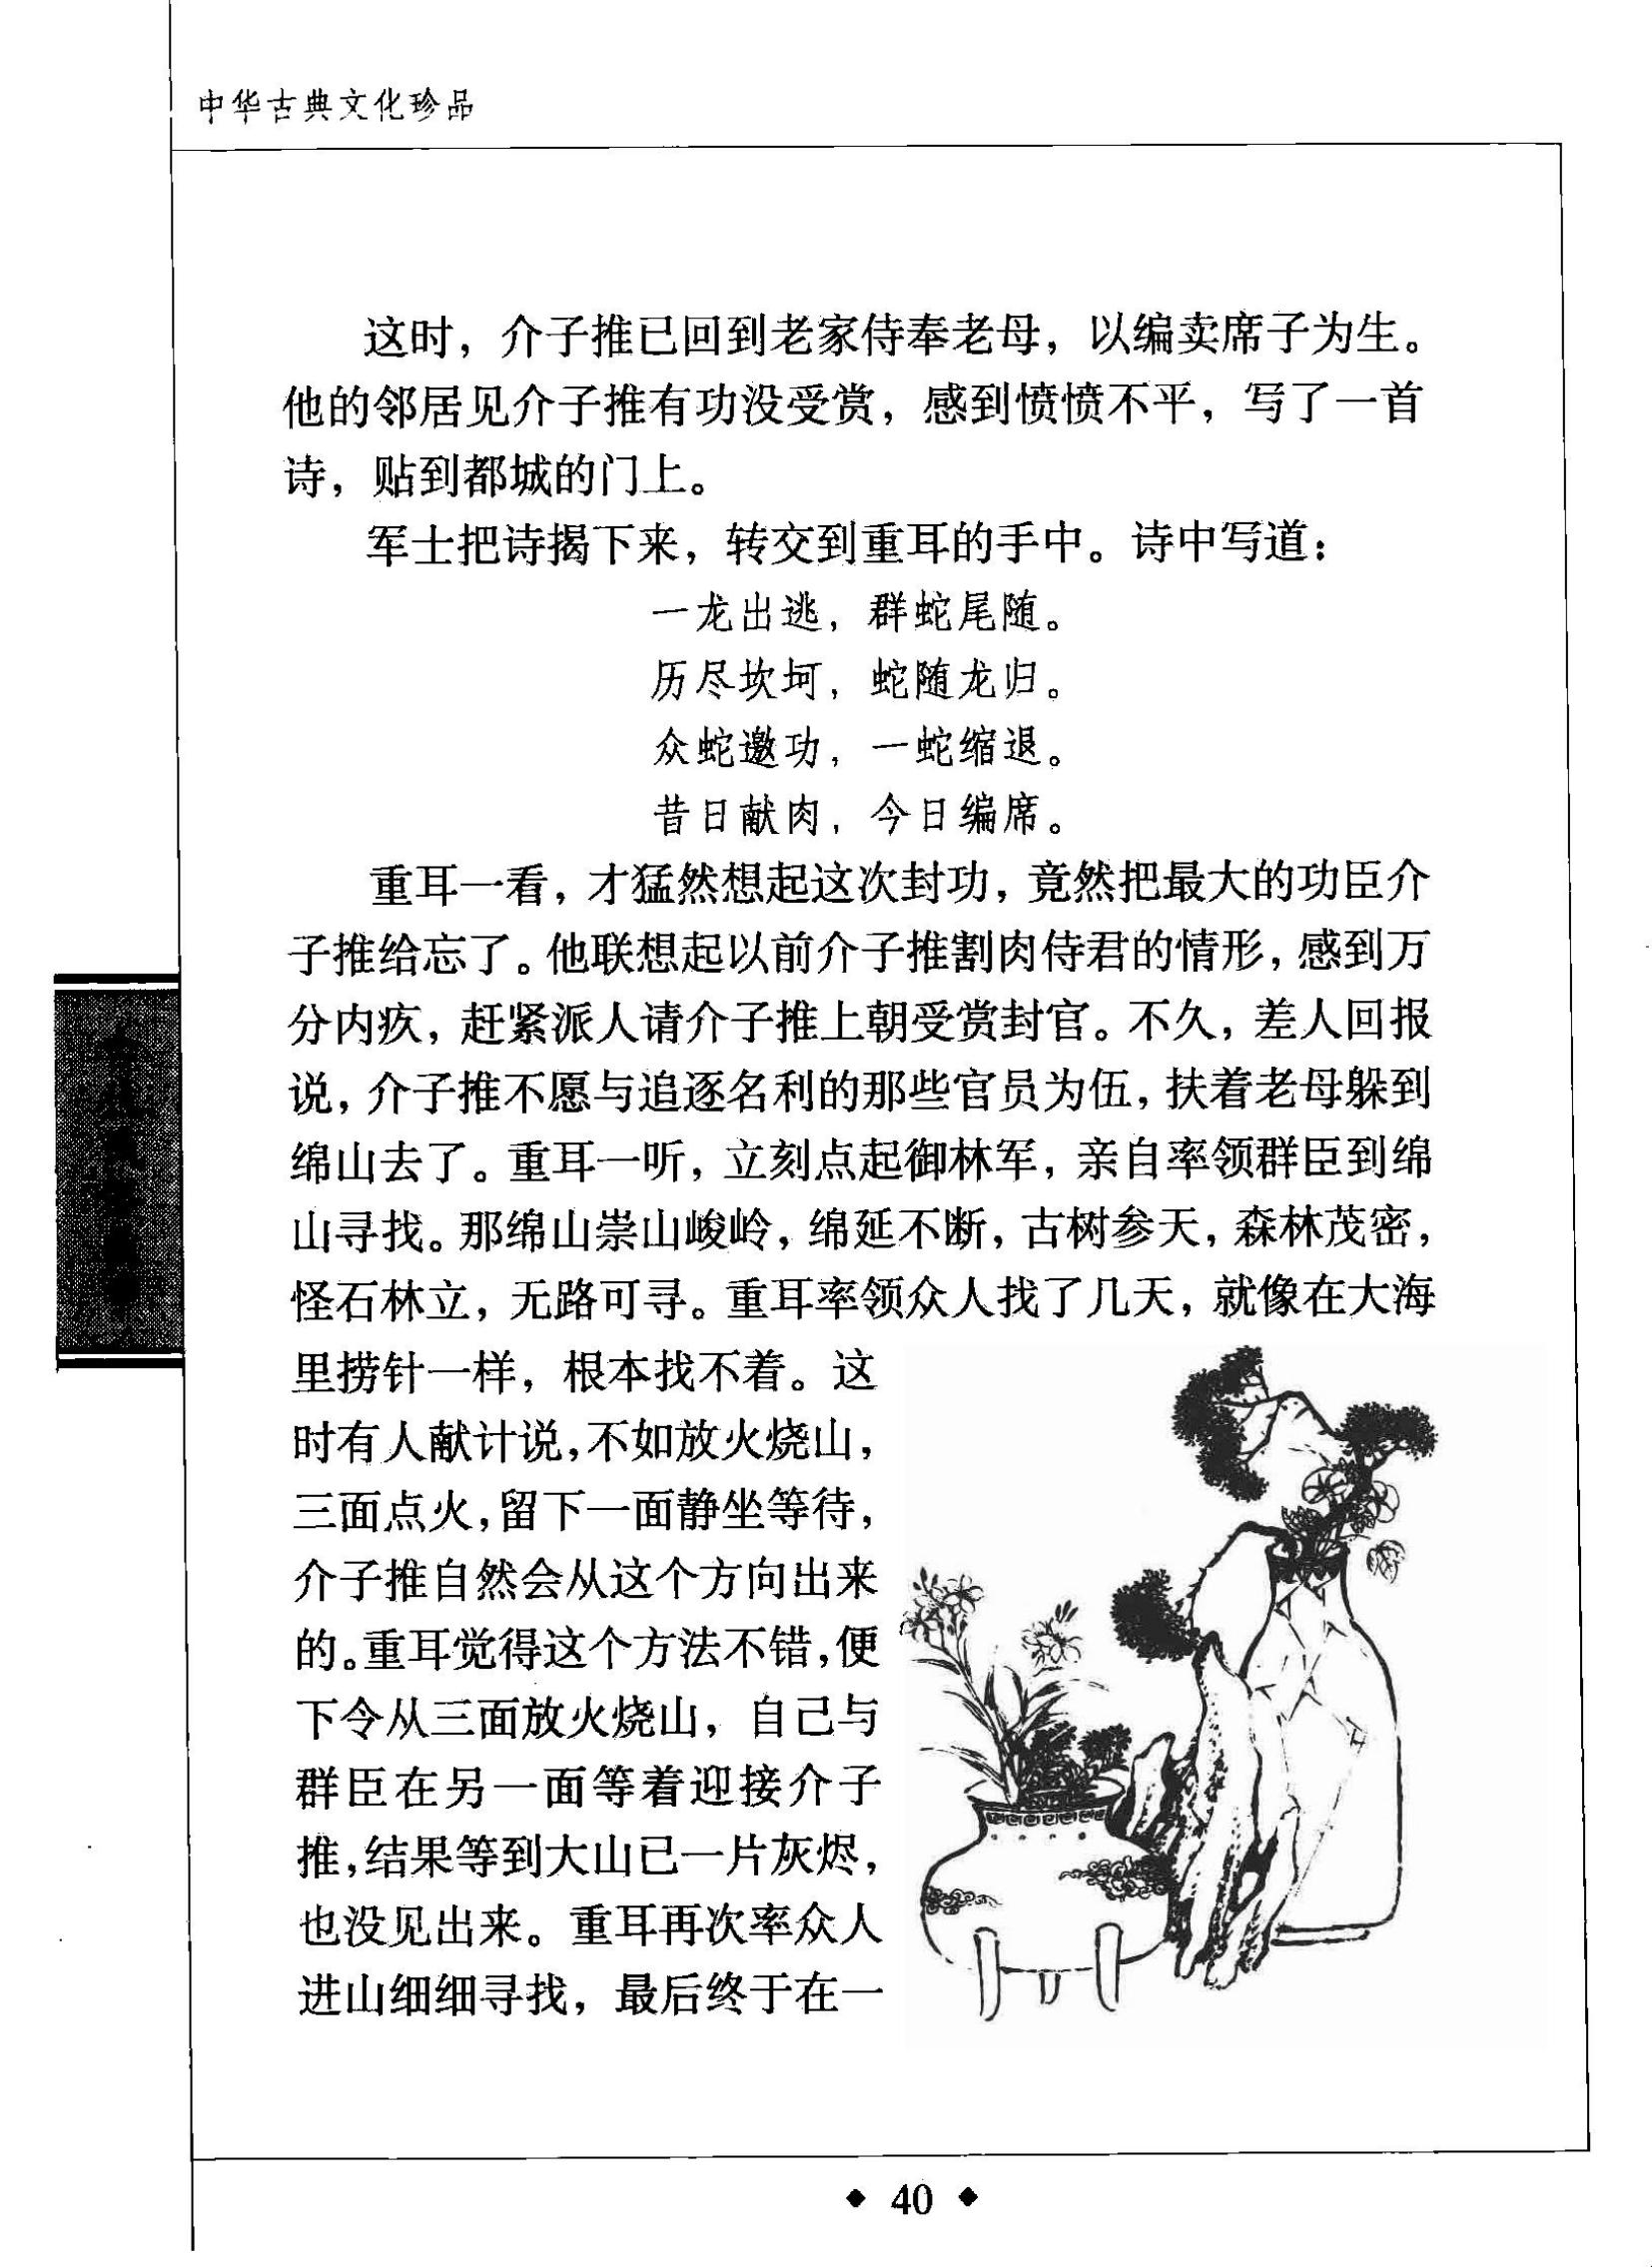 中华古典文化珍品
这时，介子推已回到老家侍奉老母，以编卖席子为生。
他的邻居见介子推有功没受赏，感到愤愤不平，写了一首
诗，贴到都城的门上。
军士把诗揭下来，转交到重耳的手中。诗中写道：
一龙出逃，群蛇尾随。
历尽坎坷，蛇随龙归。
众蛇邀功，一蛇缩退。
昔日献肉，今日编席。
重耳一看，才猛然想起这次封功，竟然把最大的功臣介
子推给忘了。他联想起以前介子推割肉侍君的情形，感到万
分内疚，赶紧派人请介子推上朝受赏封官。不久，差人回报
说，介子推不愿与追逐名利的那些官员为伍，扶着老母躲到
绵山去了。重耳一听，立刻点起御林军，亲自率领群臣到绵
山寻找。那绵山崇山峻岭，绵延不断，古树参天，森林茂密，
怪石林立，无路可寻。重耳率领众人找了几天，就像在大海
里捞针一样，根本找不着。这
时有人献计说，不如放火烧山，
三面点火，留下一面静坐等待，
介子推自然会从这个方向出来
的。重耳觉得这个方法不错，便
下令从三面放火烧山，自己与
群臣在另一面等着迎接介子
推，结果等到大山已一片灰烬，
也没见出来。重耳再次率众人
进山细细寻找，最后终于在一
◆ 40 ◆